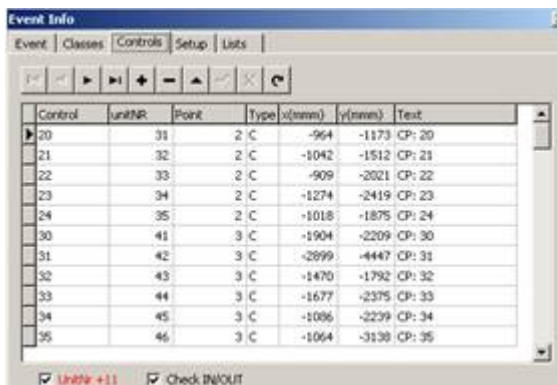 Event Info
Event Classes Controls Setup Lists
Control unitNR Point Type x(mmm) y(mmm) Text
20 31 2 C -964 -1173 CP: 20
21 32 2 C -1042 -1512 CP: 21
22 33 2 C -909 -2021 CP: 22
23 34 2 C -1274 -2419 CP: 23
24 35 2 C -1018 -1875 CP: 24
30 41 3 C -1904 -2209 CP: 30
31 42 3 C -2899 -4447 CP: 31
32 43 3 C -1470 -1792 CP: 32
33 44 3 C -1677 -2375 CP: 33
34 45 3 C -1086 -2239 CP: 34
35 46 3 C -1064 -3138 CP: 35
UnitNr +11 Check IN/OUT